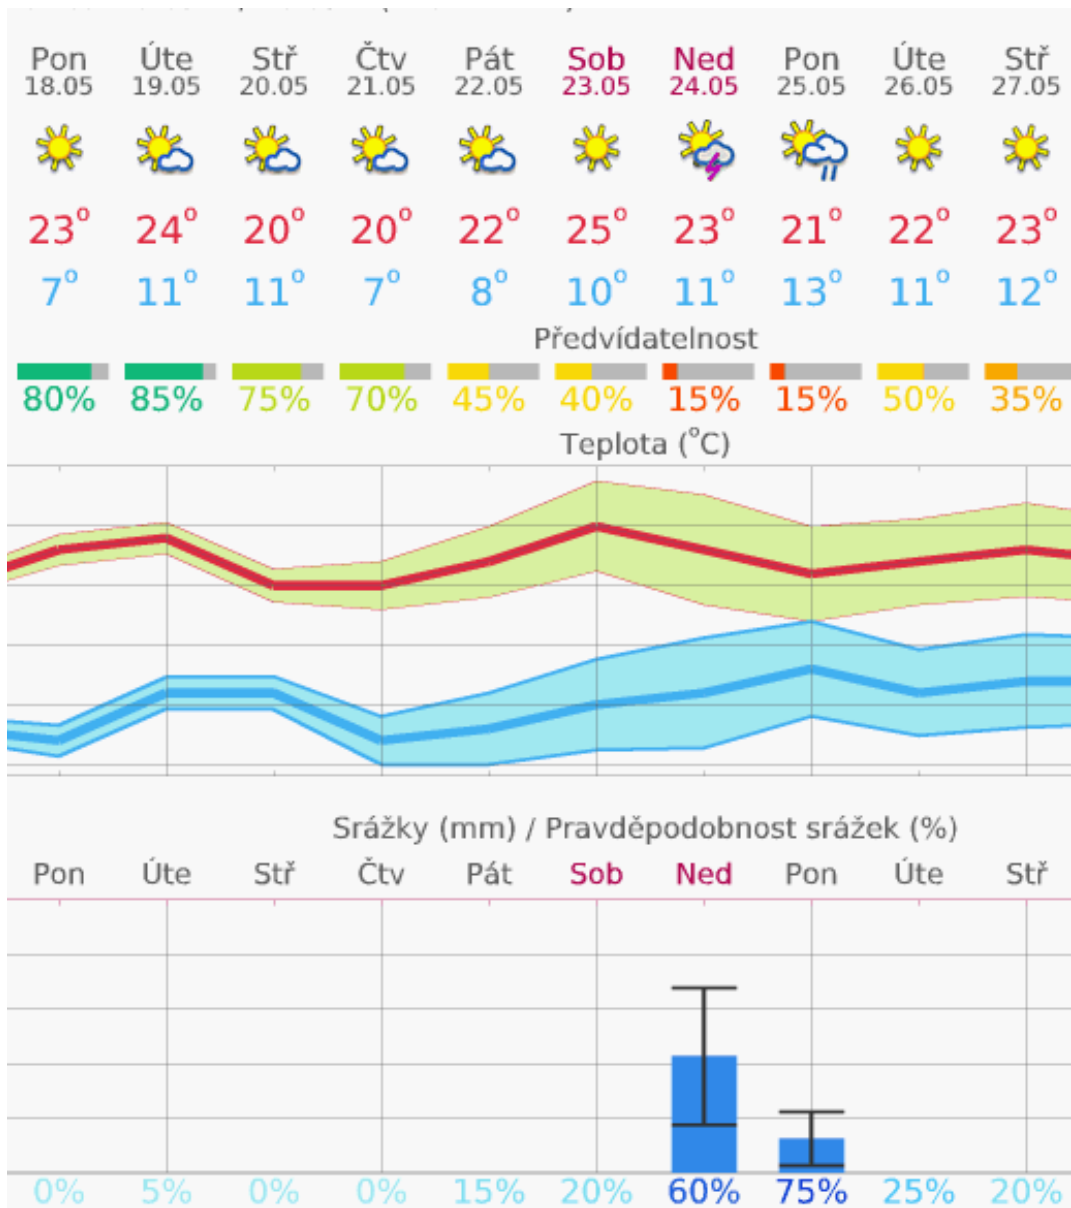 Pon Úte Stř Čtv Pát Sob Ned Pon Úte Stř
18.05 19.05 20.05 21.05 22.05 23.05 24.05 25.05 26.05 27.05
23° 24° 20° 20° 22° 25° 23° 21° 22° 23°
7° 11° 11° 7° 8° 10° 11° 13° 11° 12°
Předvídatelnost
80% 85% 75% 70% 45% 40% 15% 15% 50% 35%
Teplota (°C)
Srážky (mm) / Pravděpodobnost srážek (%)
Pon Úte Stř Čtv Pát Sob Ned Pon Úte Stř
0% 5% 0% 0% 15% 20% 60% 75% 25% 20%